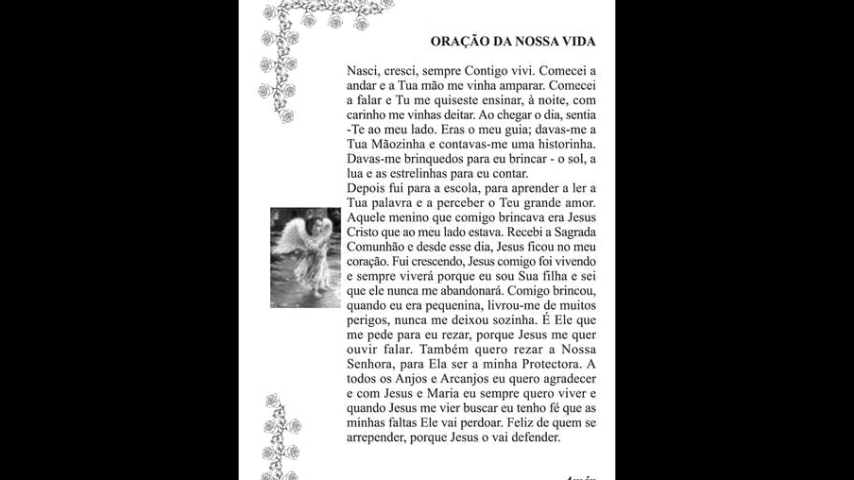 ORAÇÃO DA NOSSA VIDA
Nasci, cresci, sempre Contigo vivi. Comecei a
andar e a Tua mão me vinha amparar. Comecei
a falar e Tu me quiseste ensinar, à noite, com
carinho me vinhas deitar. Ao chegar o dia, sentia
-Te ao meu lado. Eras o meu guia; davas-me a
Tua Mãozinha e contavas-me uma historinha.
Davas-me brinquedos para eu brincar - o sol, a
lua e as estrelinhas para eu contar.
Depois fui para a escola, para aprender a ler a
Tua palavra e a perceber o Teu grande amor.
Aquele menino que comigo brincava era Jesus
Cristo que ao meu lado estava. Recebi a Sagrada
Comunhão e desde esse dia, Jesus ficou no meu
coração. Fui crescendo, Jesus comigo foi vivendo
e sempre viverá porque eu sou Sua filha e sei
que ele nunca me abandonará. Comigo brincou,
quando eu era pequenina, livrou-me de muitos
perigos, nunca me deixou sozinha. É Ele que
me pede para eu rezar, porque Jesus me quer
ouvir falar. Também quero rezar a Nossa
Senhora, para Ela ser a minha Protectora. A
todos os Anjos e Arcanjos eu quero agradecer
e com Jesus e Maria eu sempre quero viver e
quando Jesus me vier buscar eu tenho fé que as
minhas faltas Ele vai perdoar. Feliz de quem se
arrepender, porque Jesus o vai defender.